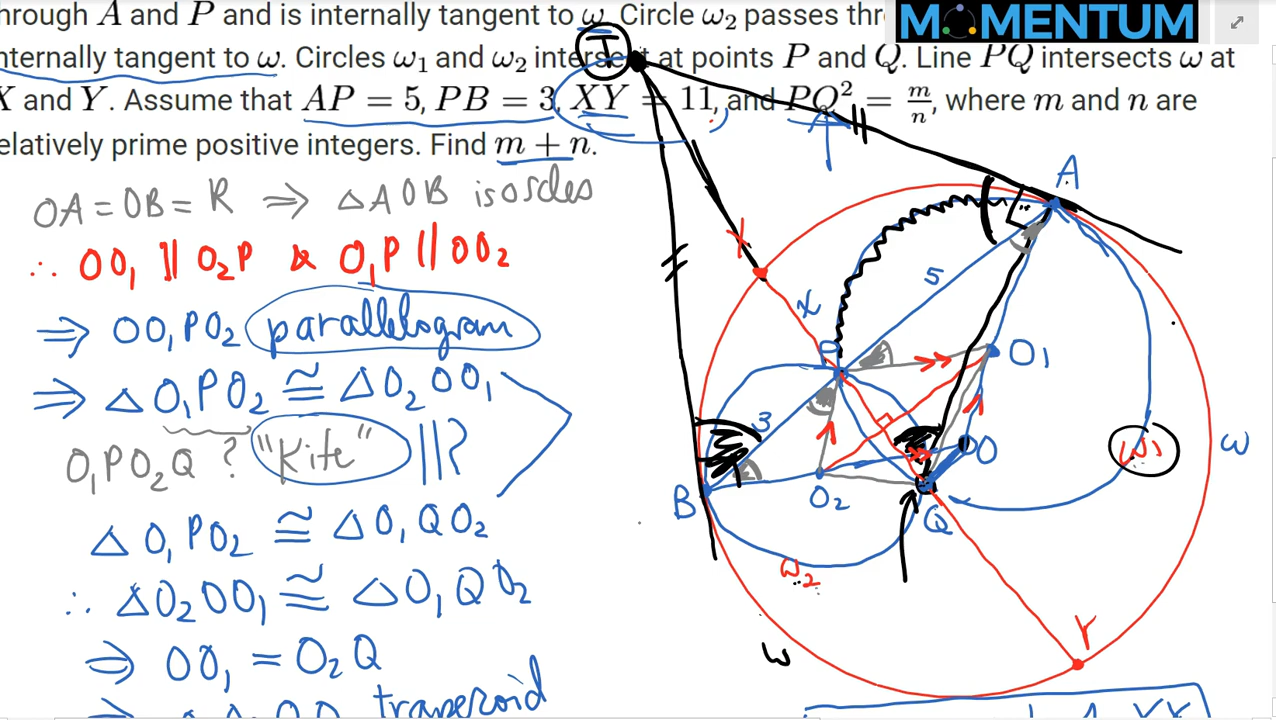 through A and P and is internally tangent to ω. Circle ω₂ passes thr
MOMENTUM
nternally tangent to ω. Circles ω₁ and ω₂ intersect at points P and Q. Line PQ intersects ω at
X and Y. Assume that AP = 5, PB = 3, XY = 11, and PQ² = m/n, where m and n are
elatively prime positive integers. Find m + n.
OA = OB = R ⟹ △AOB isoscles
∴ OO₁ ∥ O₂P & O₁P ∥ OO₂
⟹ OO₁PO₂ parallelogram
⟹ △O₁PO₂ ≅ △O₂OO₁
O₁PO₂Q ? "Kite"
△O₁PO₂ ≅ △O₁QO₂
∴ △O₂OO₁ ≅ △O₁QO₂
⟹ OO₁ = O₂Q
trapezoid
T
A
X
x
5
P
O₁
3
ω₁
ω
O
B
O₂
Q
ω₂
ω
Y